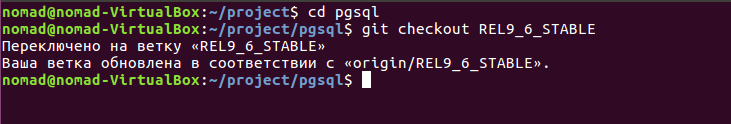 nomad@nomad-VirtualBox:~/project$ cd pgsql
nomad@nomad-VirtualBox:~/project/pgsql$ git checkout REL9_6_STABLE
Переключено на ветку «REL9_6_STABLE»
Ваша ветка обновлена в соответствии с «origin/REL9_6_STABLE».
nomad@nomad-VirtualBox:~/project/pgsql$